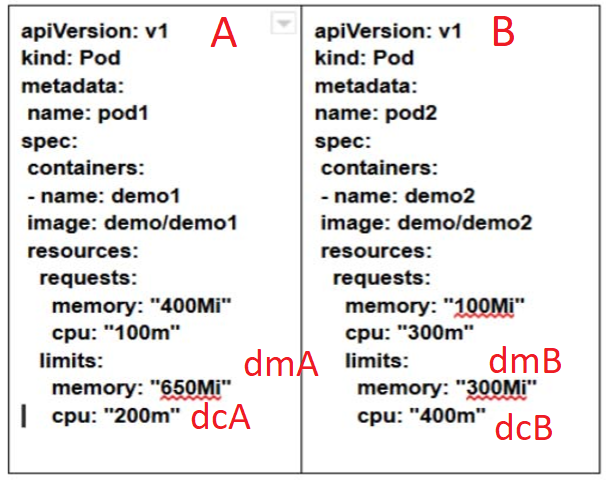 A
apiVersion: v1
kind: Pod
metadata:
name: pod1
spec:
containers:
- name: demo1
image: demo/demo1
resources:
requests:
memory: "400Mi"
cpu: "100m"
limits:
dmA
memory: "650Mi"
cpu: "200m" dcA
B
apiVersion: v1
kind: Pod
metadata:
name: pod2
spec:
containers:
- name: demo2
image: demo/demo2
resources:
requests:
memory: "100Mi"
cpu: "300m"
limits:
dmB
memory: "300Mi"
cpu: "400m"
dcB